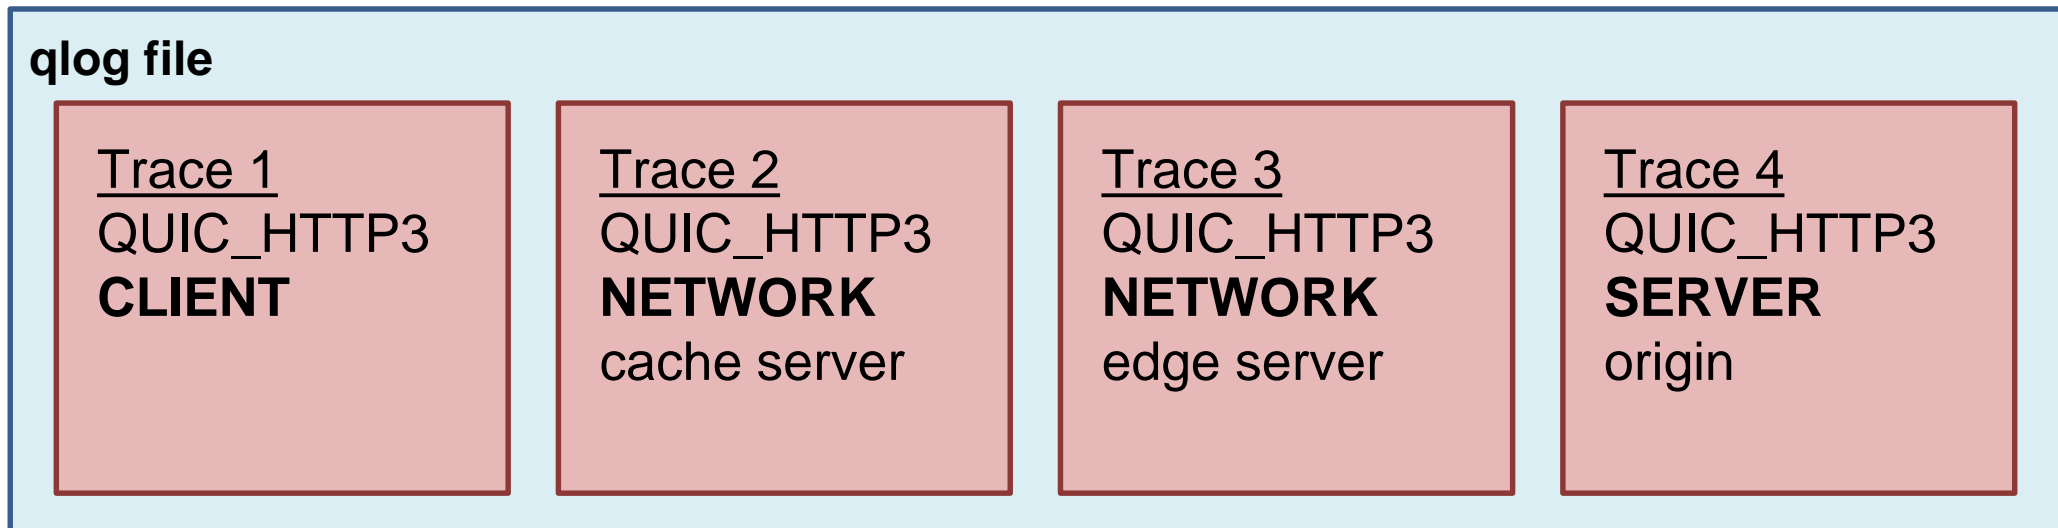 qlog file
Trace 1
QUIC_HTTP3
CLIENT
Trace 2
QUIC_HTTP3
NETWORK
cache server
Trace 3
QUIC_HTTP3
NETWORK
edge server
Trace 4
QUIC_HTTP3
SERVER
origin